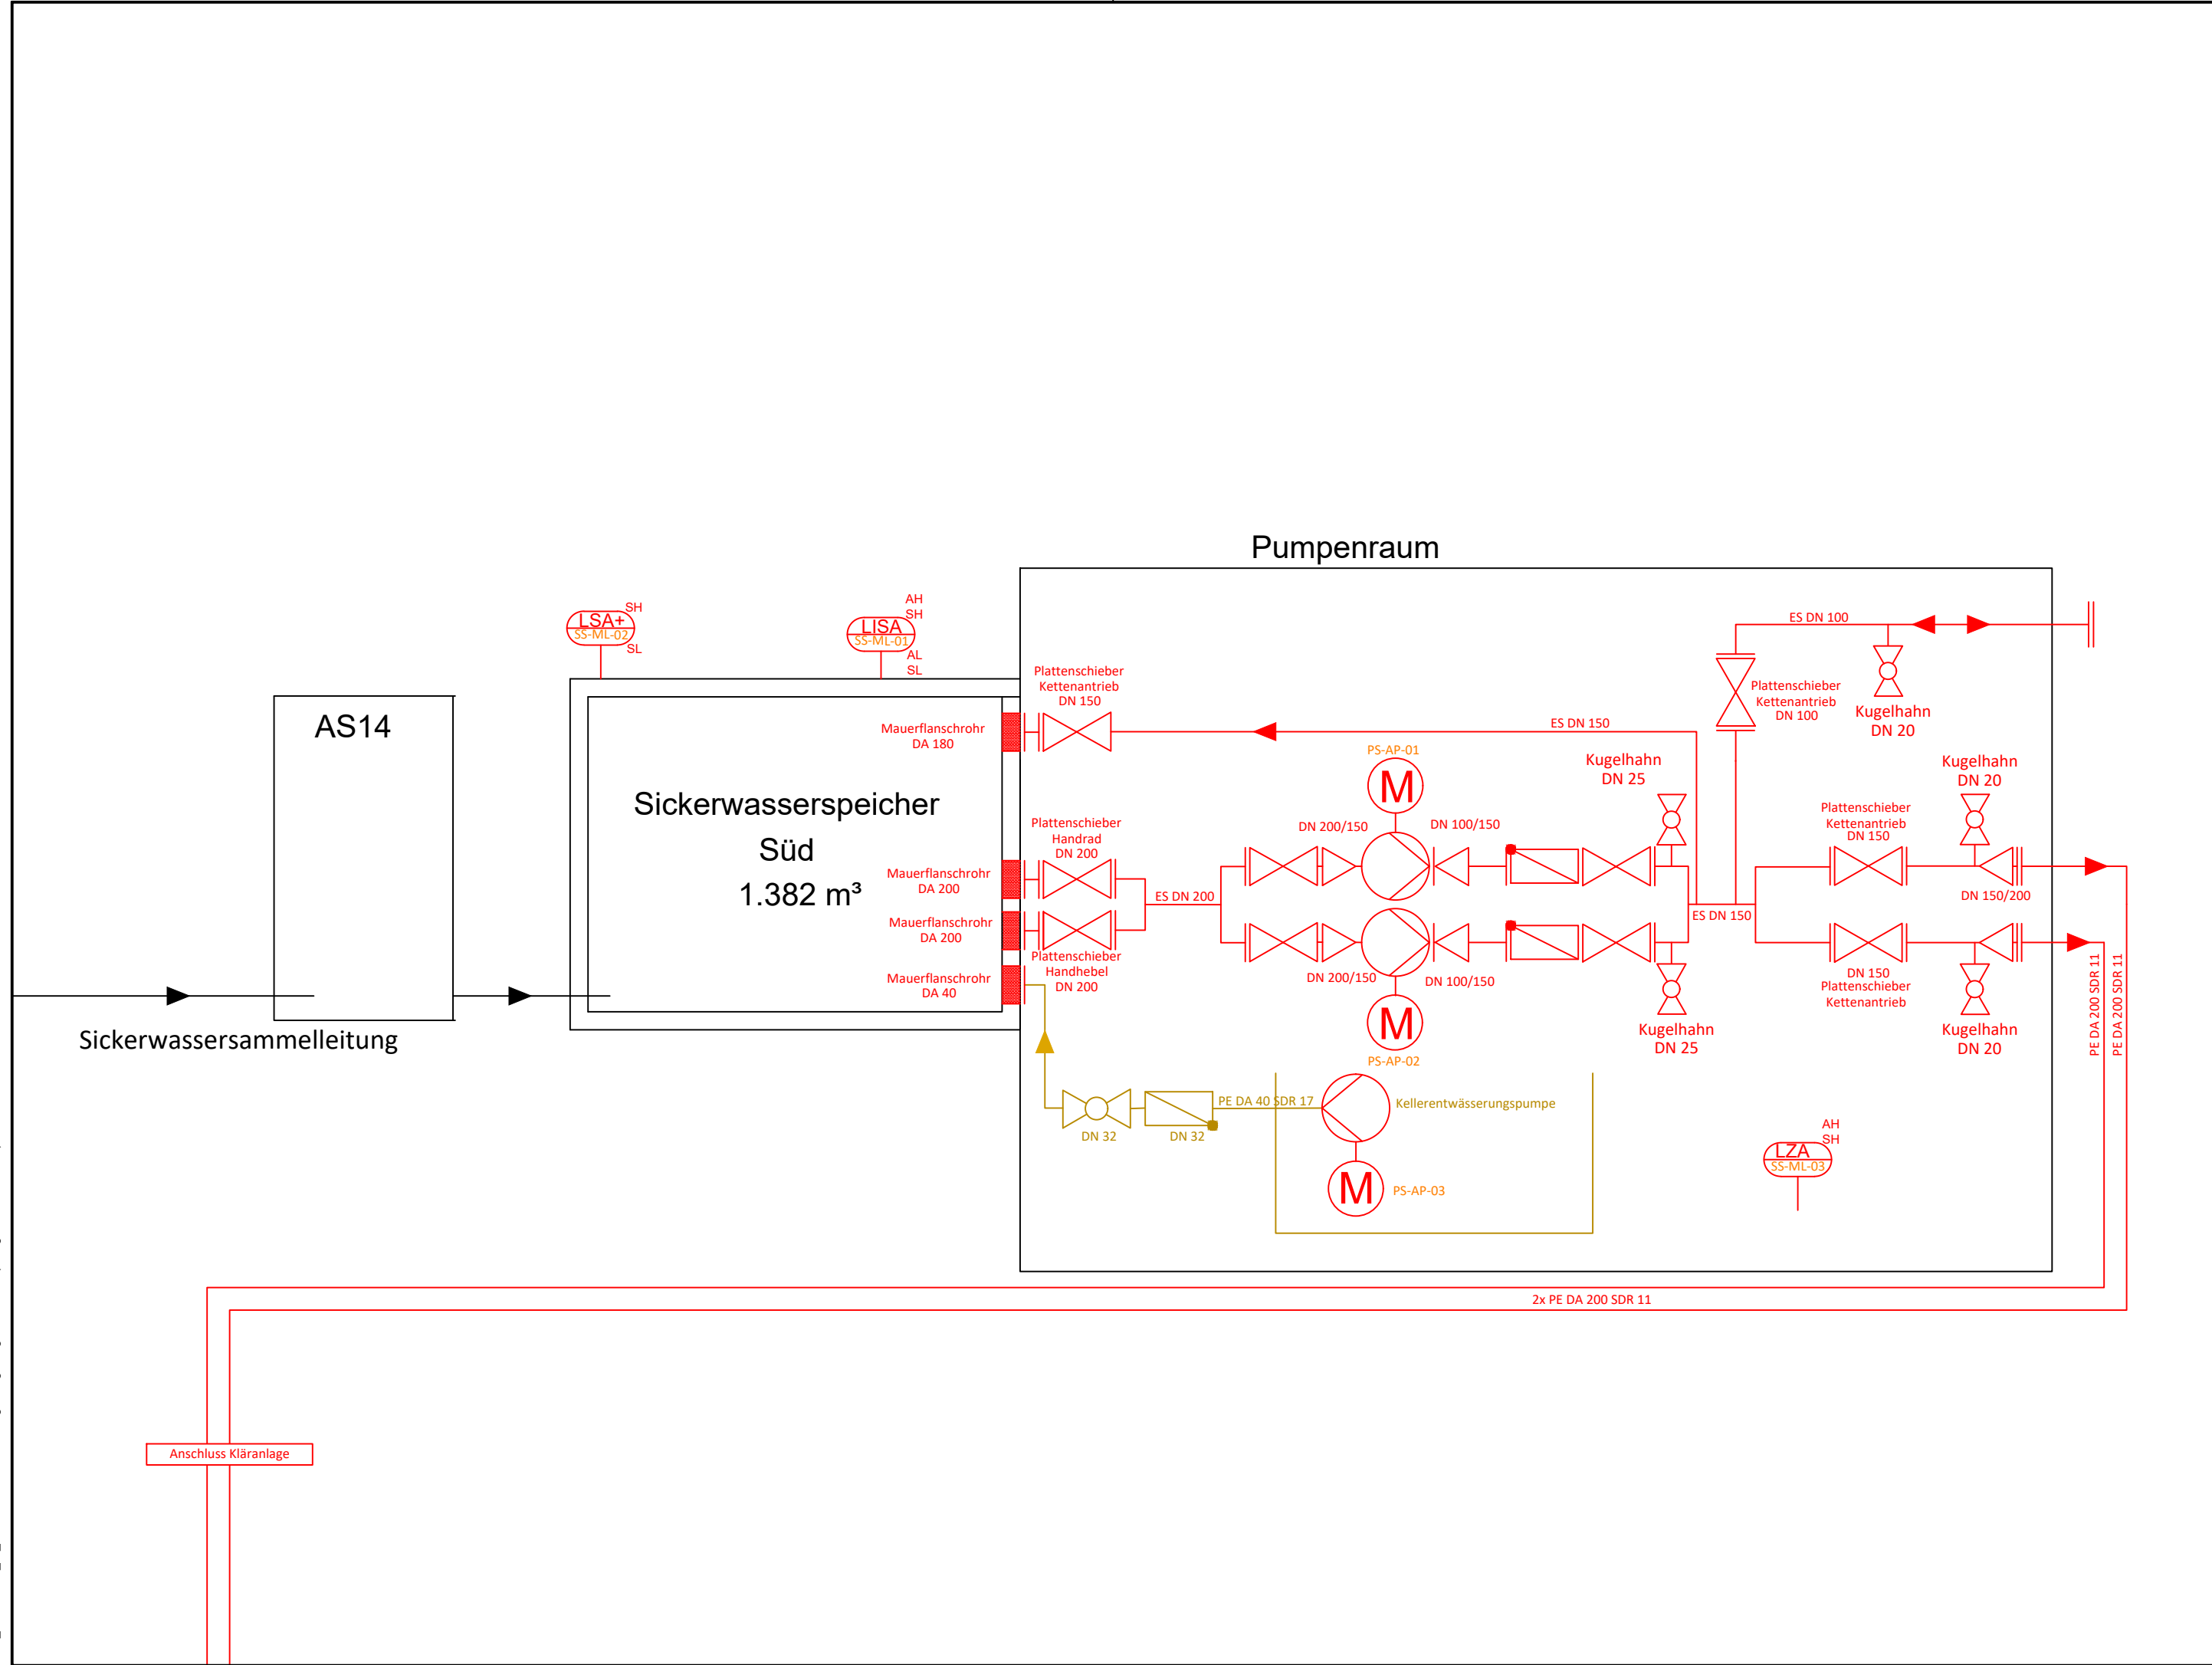 Pumpenraum
LSA+
SS-ML-02
SH
SL
LISA
SS-ML-01
AH
SH
AL
SL
AS14
Sickerwassersammelleitung
Sickerwasserspeicher
Süd
1.382 m³
Mauerflanschrohr
DA 180
Mauerflanschrohr
DA 200
Mauerflanschrohr
DA 200
Mauerflanschrohr
DA 40
Plattenschieber
Kettenantrieb
DN 150
Plattenschieber
Handrad
DN 200
Plattenschieber
Handhebel
DN 200
ES DN 200
ES DN 150
PS-AP-01
M
DN 200/150
DN 100/150
DN 200/150
DN 100/150
M
PS-AP-02
Kugelhahn
DN 25
Kugelhahn
DN 25
ES DN 150
ES DN 100
Plattenschieber
Kettenantrieb
DN 100
Kugelhahn
DN 20
Kugelhahn
DN 20
Plattenschieber
Kettenantrieb
DN 150
DN 150/200
DN 150
Plattenschieber
Kettenantrieb
Kugelhahn
DN 20
PE DA 200 SDR 11
PE DA 200 SDR 11
DN 32
DN 32
PE DA 40 SDR 17
Kellerentwässerungspumpe
M
PS-AP-03
LZA
SS-ML-03
AH
SH
2x PE DA 200 SDR 11
Anschluss Kläranlage